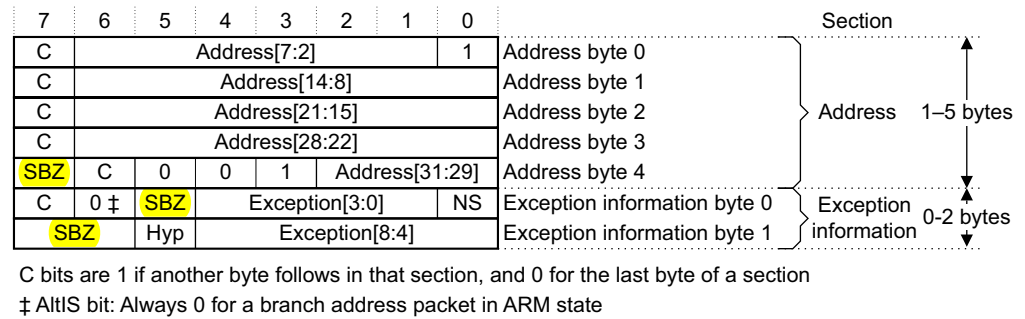 7 6 5 4 3 2 1 0 Section
C Address[7:2] 1 Address byte 0
C Address[14:8] Address byte 1
C Address[21:15] Address byte 2 Address 1–5 bytes
C Address[28:22] Address byte 3
SBZ C 0 0 1 Address[31:29] Address byte 4
C 0 ‡ SBZ Exception[3:0] NS Exception information byte 0 Exception 0-2 bytes
SBZ Hyp Exception[8:4] Exception information byte 1 information
C bits are 1 if another byte follows in that section, and 0 for the last byte of a section
‡ AltIS bit: Always 0 for a branch address packet in ARM state